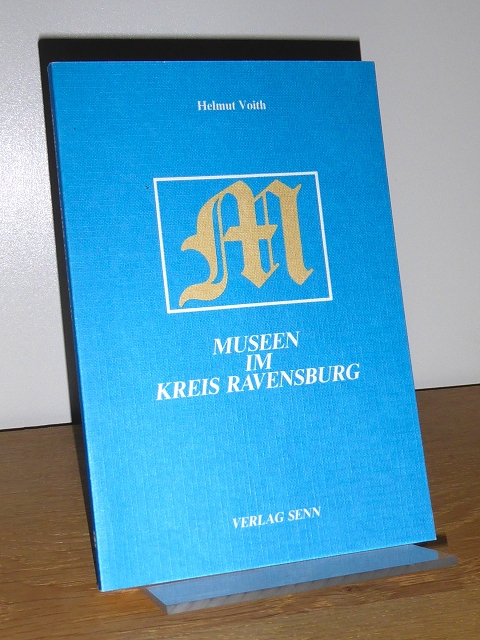 Helmut Voith
M
MUSEEN
IM
KREIS RAVENSBURG
VERLAG SENN